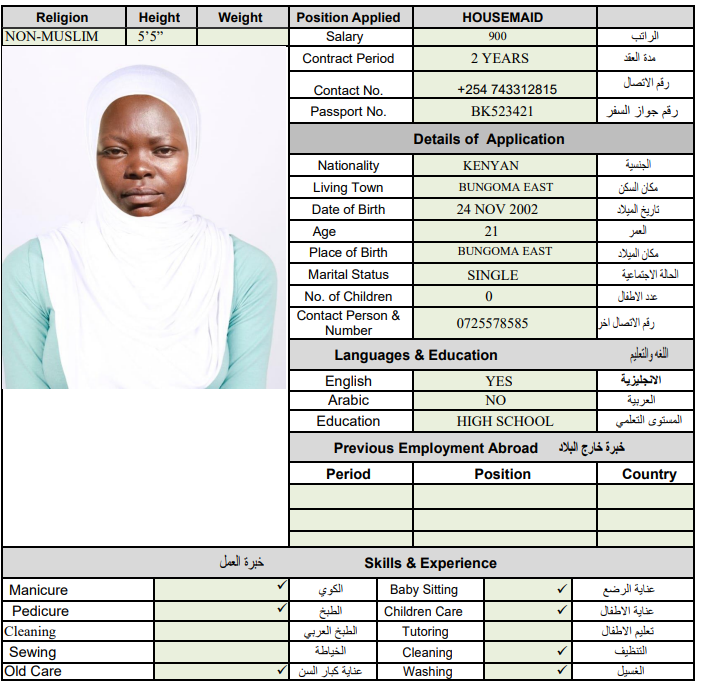 Religion Height Weight Position Applied HOUSEMAID
NON-MUSLIM 5’5” Salary 900 الراتب
Contract Period 2 YEARS مدة العقد
Contact No. +254 743312815 رقم الاتصال
Passport No. BK523421 رقم جواز السفر
Details of Application
Nationality KENYAN الجنسية
Living Town BUNGOMA EAST مكان السكن
Date of Birth 24 NOV 2002 تاريخ الميلاد
Age 21 العمر
Place of Birth BUNGOMA EAST مكان الميلاد
Marital Status SINGLE الحالة الاجتماعية
No. of Children 0 عدد الاطفال
Contact Person &
Number 0725578585 رقم الاتصال اخر
Languages & Education اللغه والتعليم
English YES الانجليزية
Arabic NO العربية
Education HIGH SCHOOL المستوى التعلمي
Previous Employment Abroad خبرة خارج البلاد
Period Position Country
خبرة العمل Skills & Experience
Manicure ✓ الكوي Baby Sitting ✓ عناية الرضع
Pedicure ✓ الطبخ Children Care ✓ عناية الاطفال
Cleaning الطبخ العربي Tutoring تعليم الاطفال
Sewing الخياطة Cleaning ✓ التنظيف
Old Care ✓ عناية كبار السن Washing ✓ الغسيل